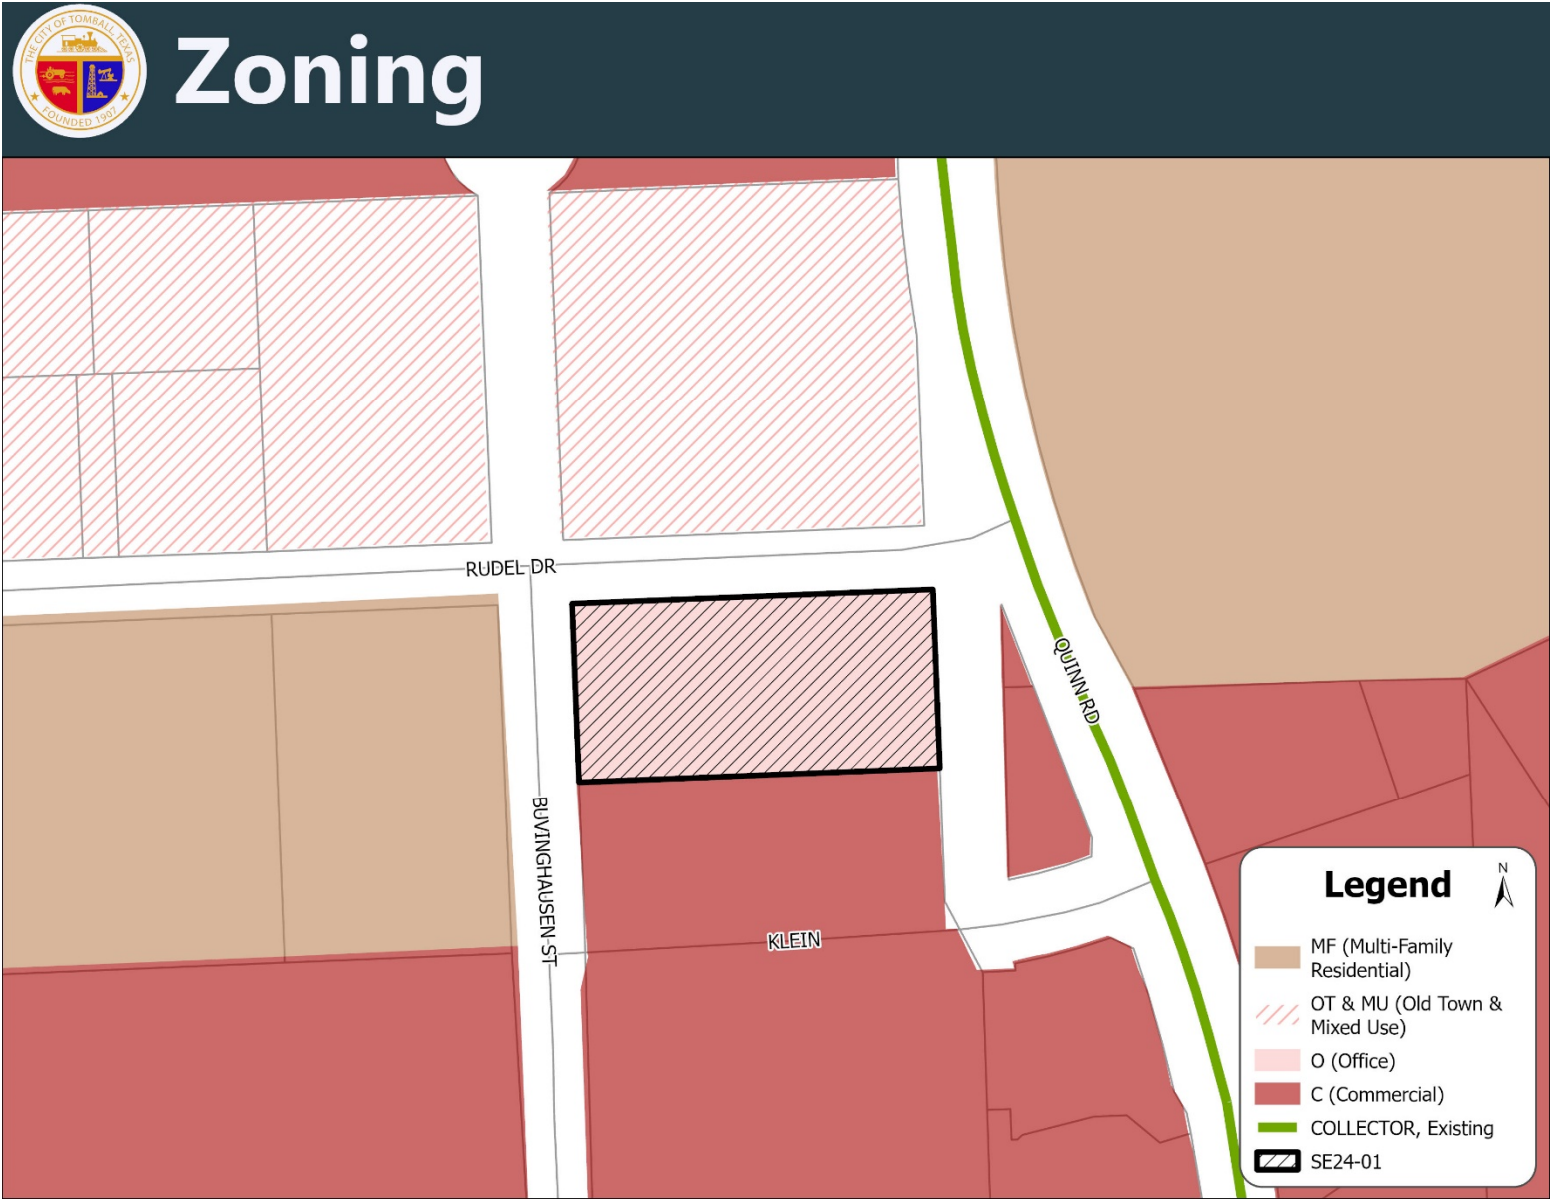 THE CITY OF TOMBALL, TEXAS
FOUNDED 1907
Zoning
RUDEL DR
QUINN RD
BUVINGHAUSEN ST
KLEIN
Legend
N
MF (Multi-Family
Residential)
OT & MU (Old Town &
Mixed Use)
O (Office)
C (Commercial)
COLLECTOR, Existing
SE24-01